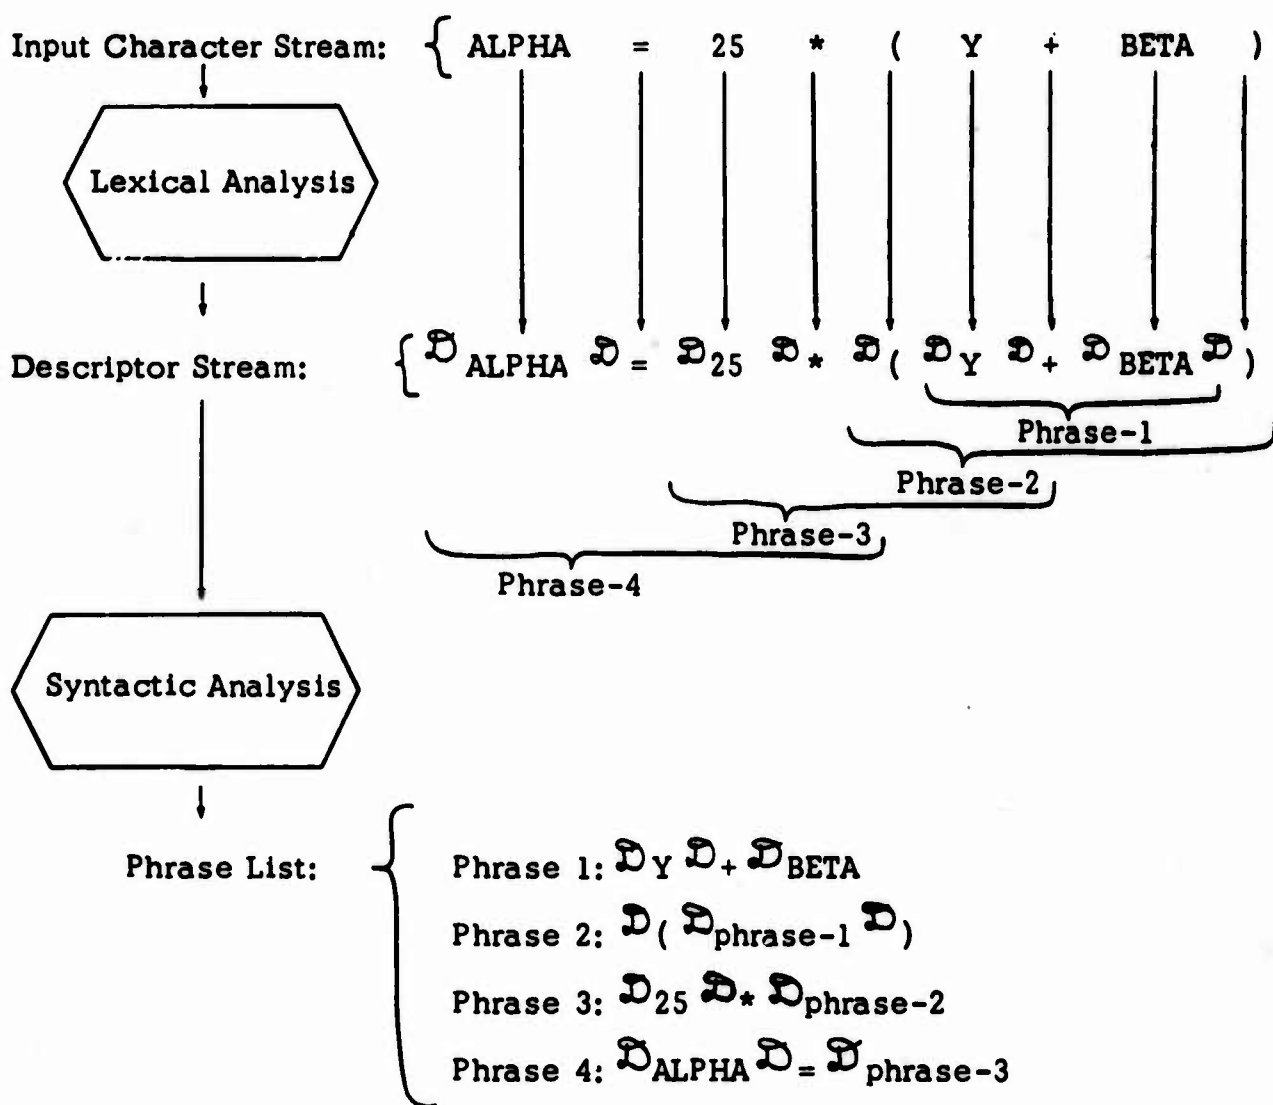 Input Character Stream: { ALPHA = 25 * ( Y + BETA )
Lexical Analysis
Descriptor Stream: { 𝒟ALPHA 𝒟= 𝒟25 𝒟* 𝒟( 𝒟Y 𝒟+ 𝒟BETA 𝒟)
Phrase-1
Phrase-2
Phrase-3
Phrase-4
Syntactic Analysis
Phrase List:
Phrase 1: 𝒟Y 𝒟+ 𝒟BETA
Phrase 2: 𝒟( 𝒟phrase-1 𝒟)
Phrase 3: 𝒟25 𝒟* 𝒟phrase-2
Phrase 4: 𝒟ALPHA 𝒟= 𝒟phrase-3